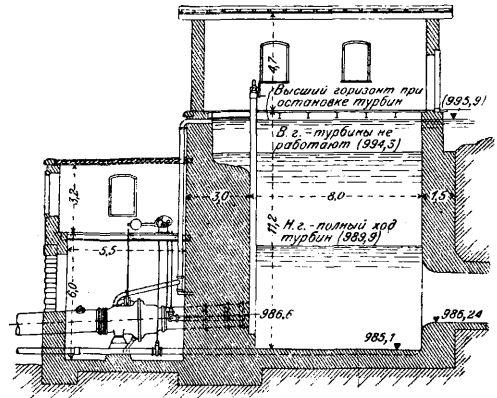 4,7
Высший горизонт при
остановке турбин
(995,9)
В.г.-турбины не
работают (994,3)
3,2
3,0
8,0
1,5
11,2
Н.г.-полный ход
турбин (989,9)
5,5
6,0
986.6
986,24
985,1